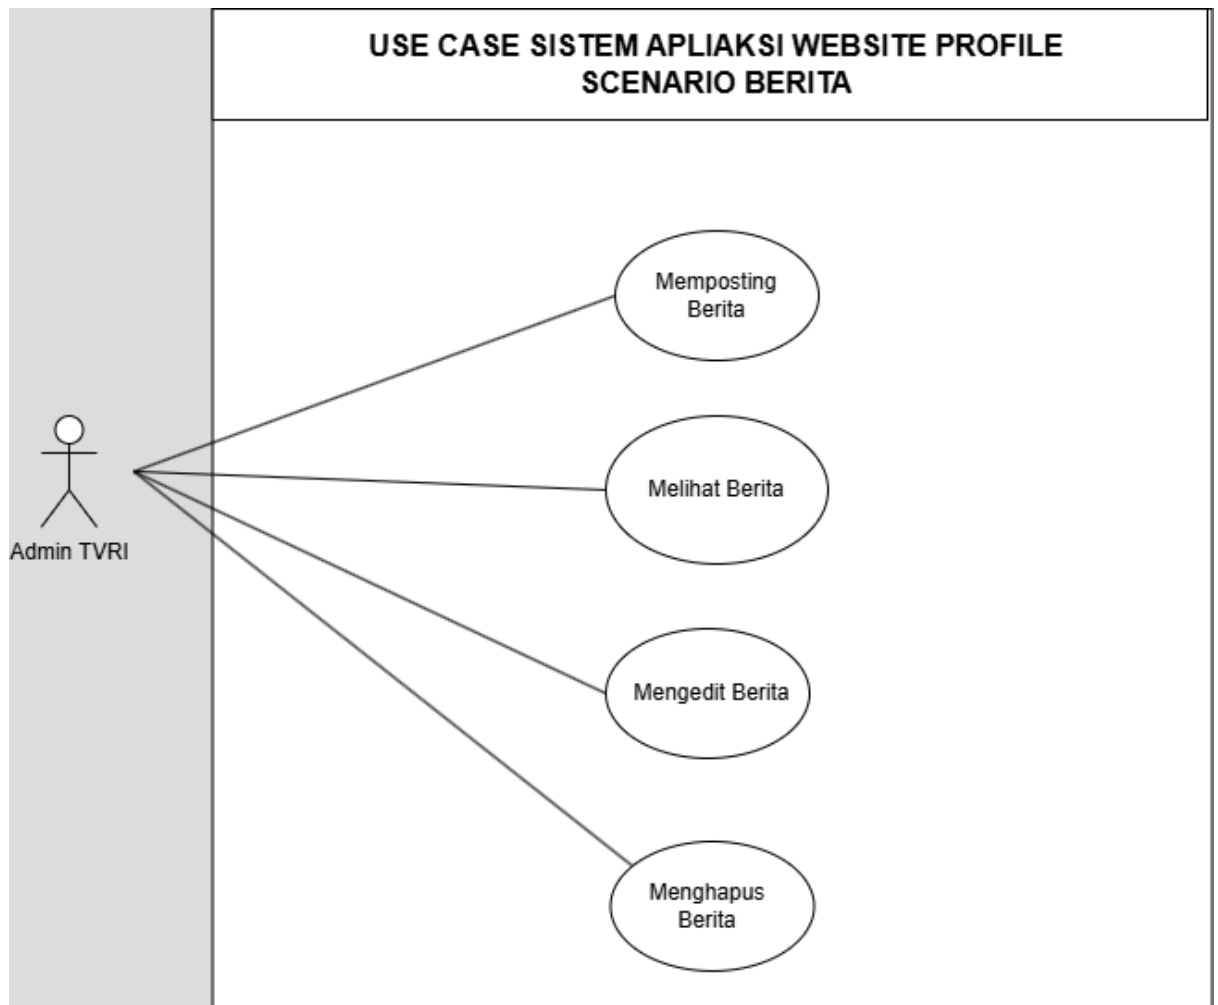 USE CASE SISTEM APLIAKSI WEBSITE PROFILE
SCENARIO BERITA
Memposting
Berita
Melihat Berita
Admin TVRI
Mengedit Berita
Menghapus
Berita